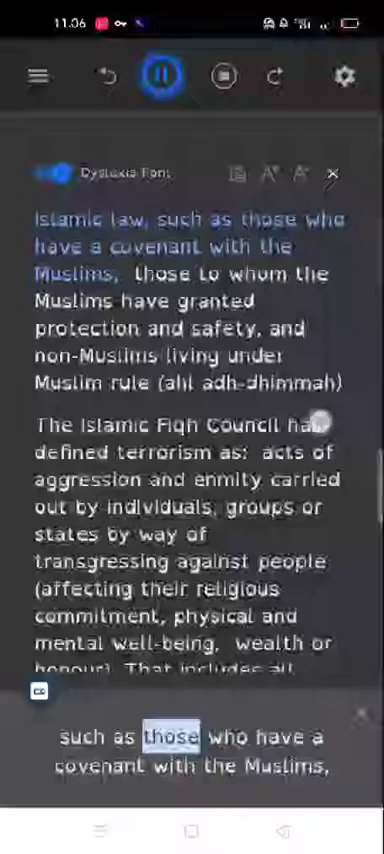 11.06
Dyslexia Font
Islamic law, such as those who
have a covenant with the
Muslims, those to whom the
Muslims have granted
protection and safety, and
non-Muslims living under
Muslim rule (ahl adh-dhimmah)
The Islamic Fiqh Council has
defined terrorism as: acts of
aggression and enmity carried
out by individuals, groups or
states by way of
transgressing against people
(affecting their religious
commitment, physical and
mental well-being, wealth or
honour). That includes all
such as those who have a
covenant with the Muslims,